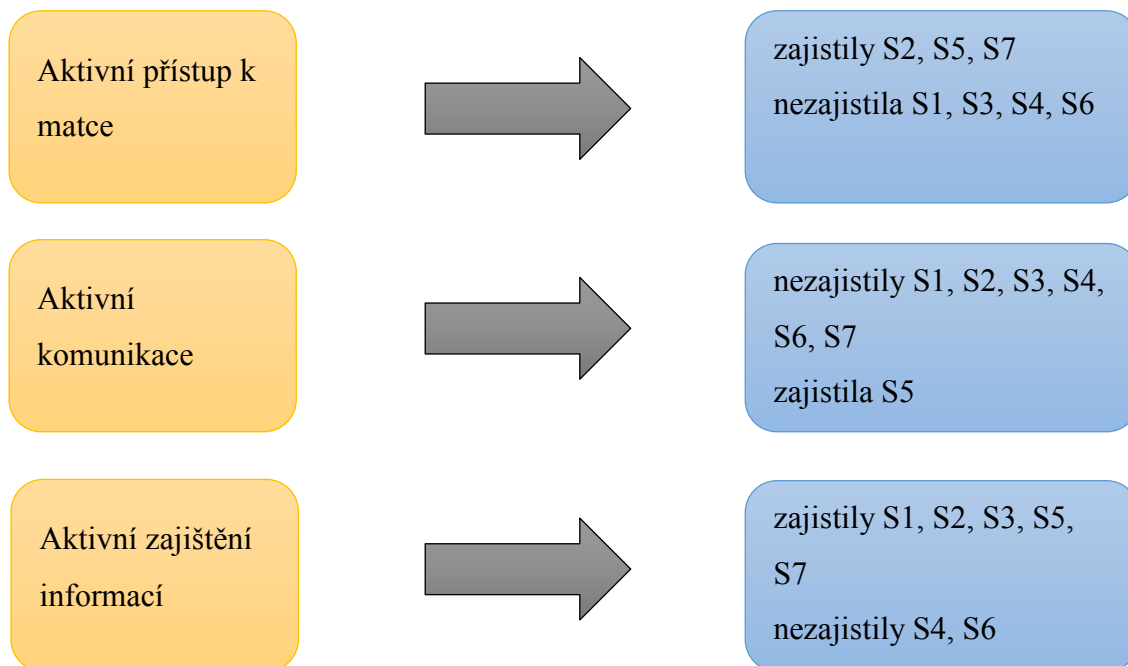 Aktivní přístup k
matce
zajistily S2, S5, S7
nezajistila S1, S3, S4, S6
Aktivní
komunikace
nezajistily S1, S2, S3, S4,
S6, S7
zajistila S5
Aktivní zajištění
informací
zajistily S1, S2, S3, S5,
S7
nezajistily S4, S6